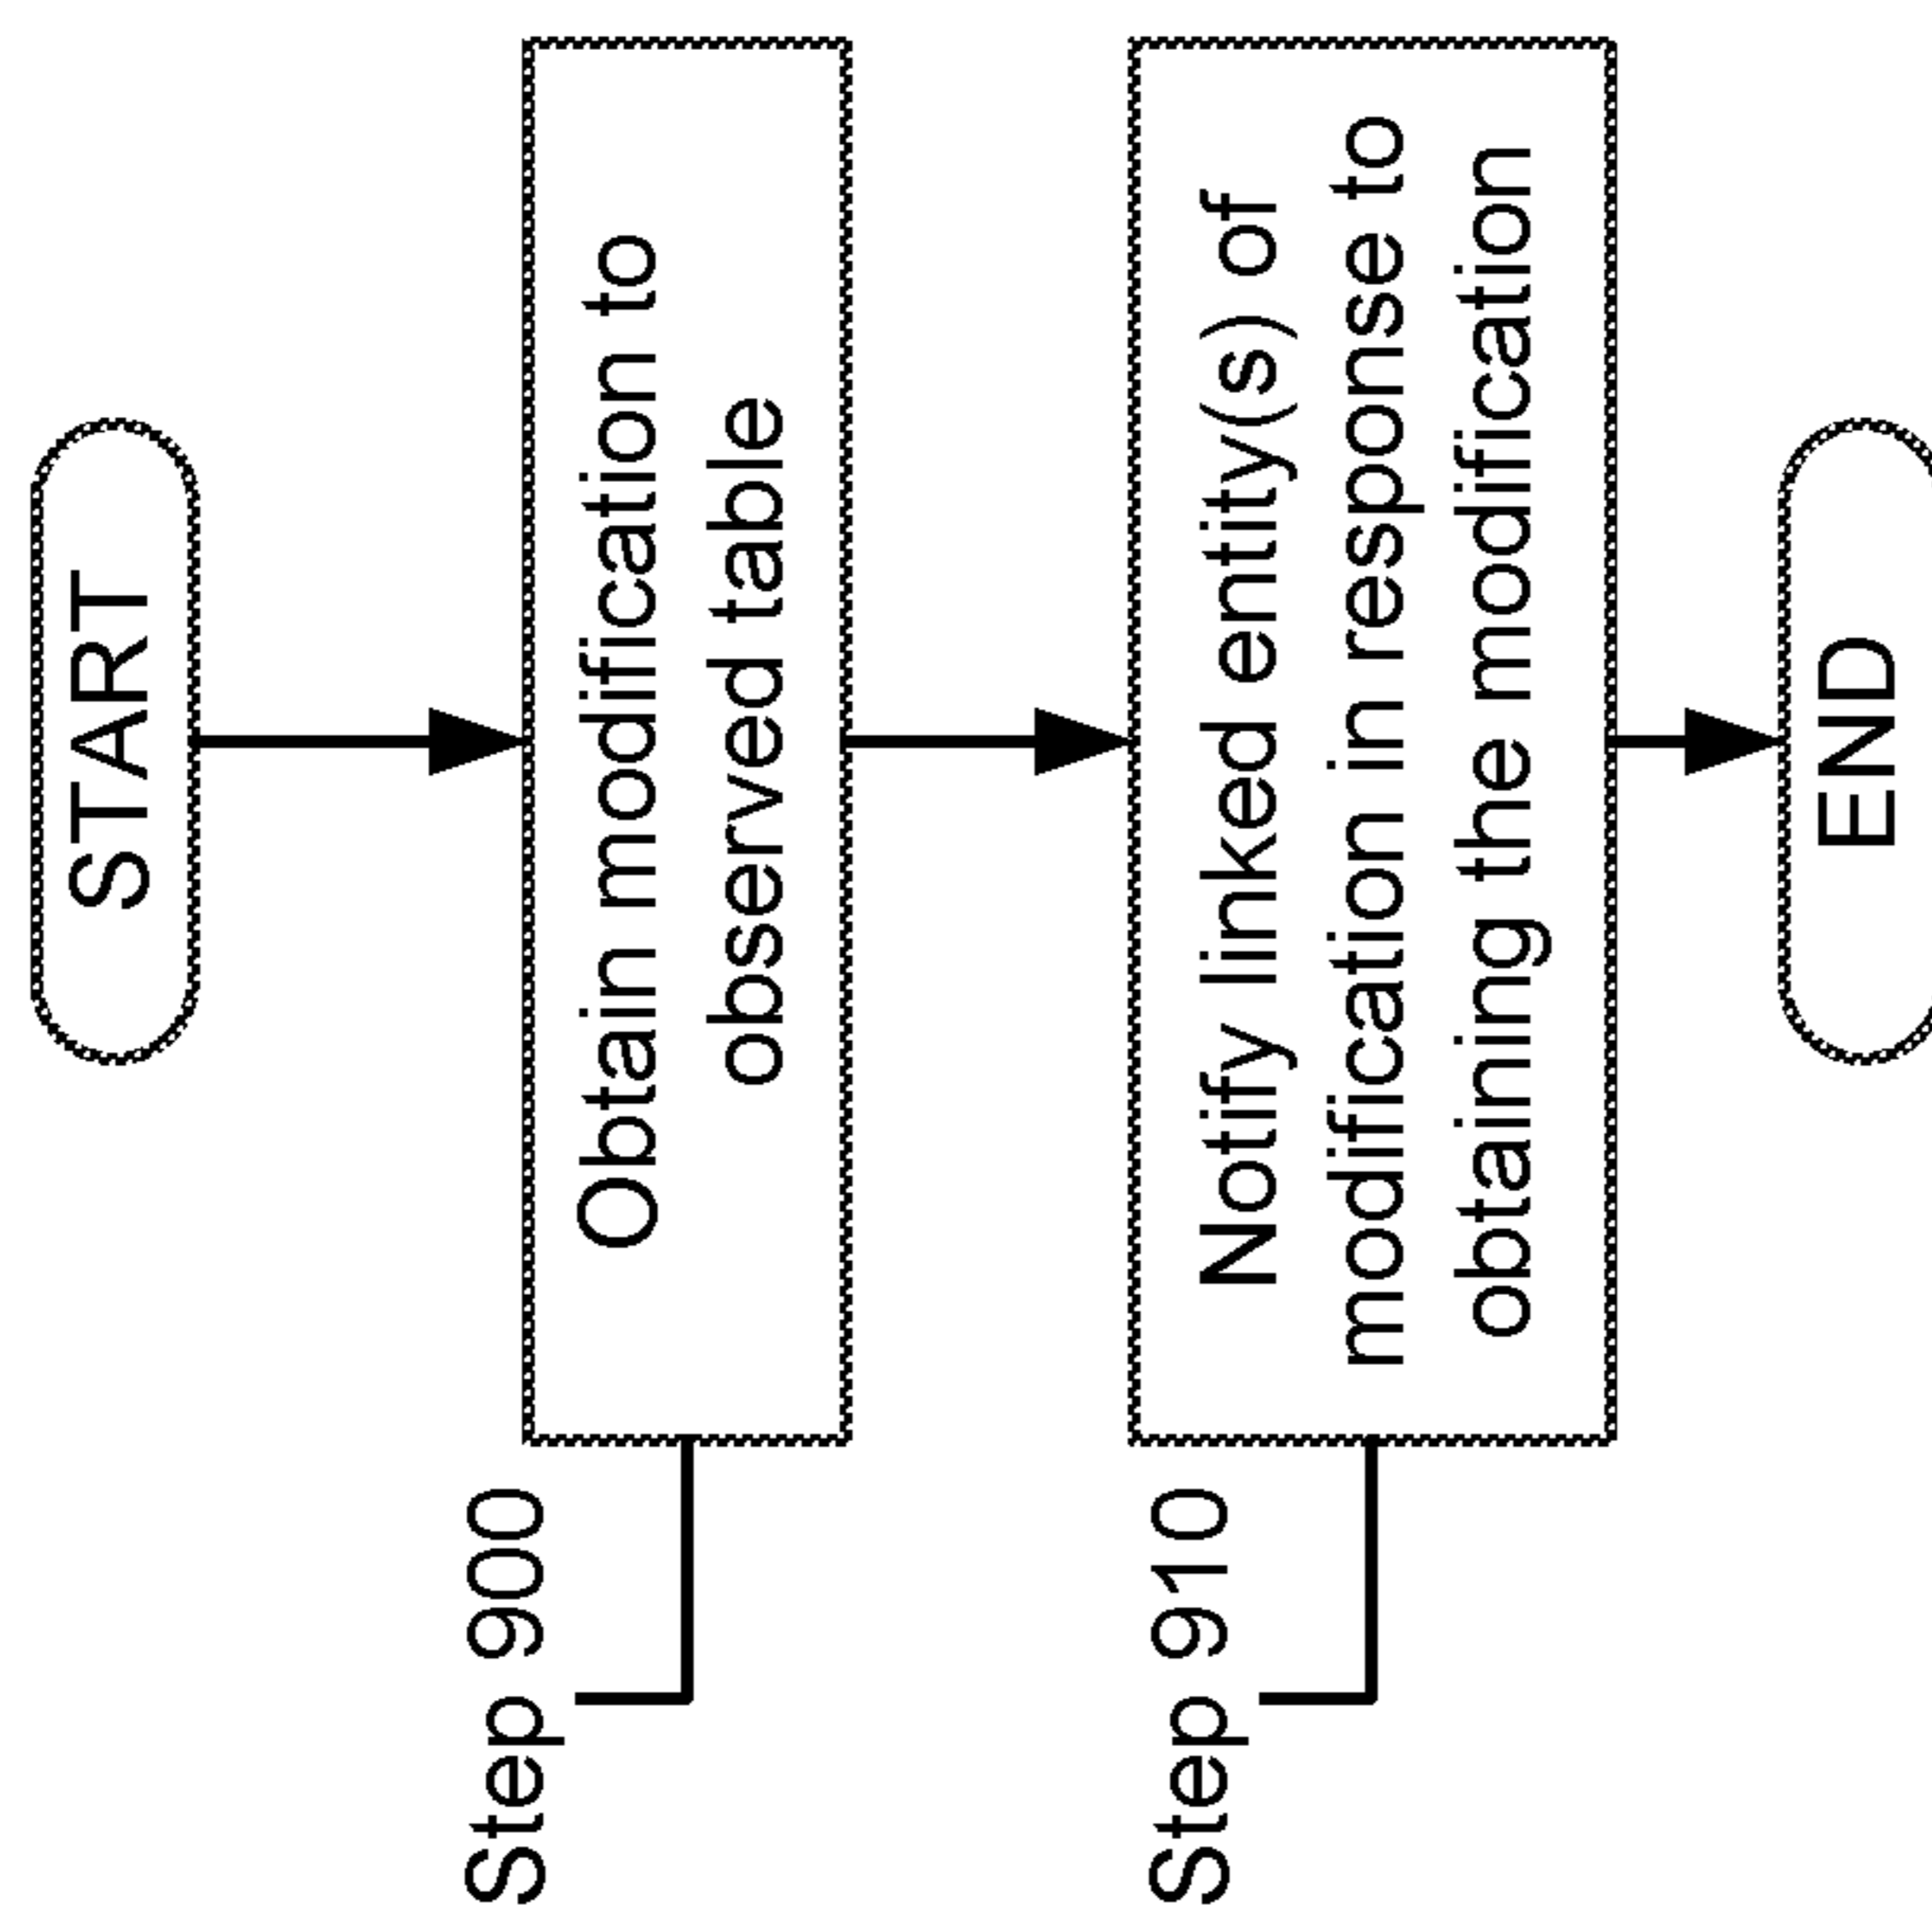 START
Step 900
Obtain modification to
observed table
Step 910
Notify linked entity(s) of
modification in response to
obtaining the modification
END